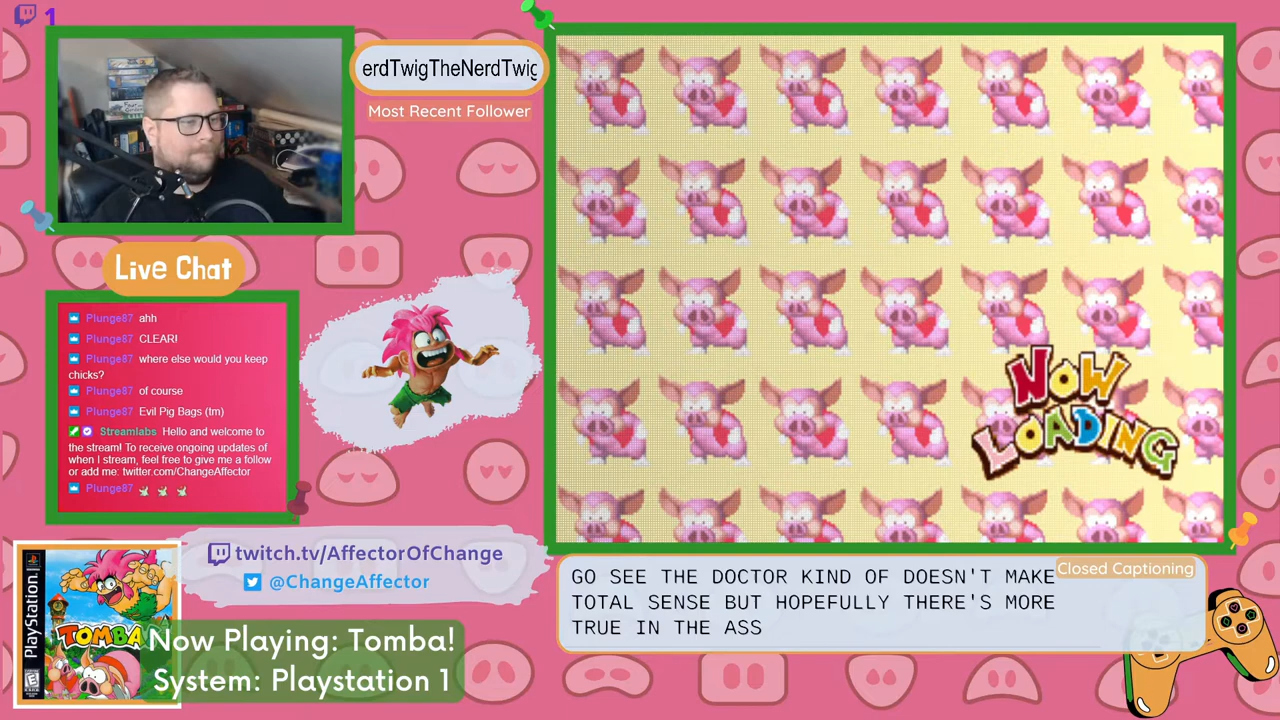 1
erdTwigTheNerdTwig
Most Recent Follower
Live Chat
Plunge87 ahh
Plunge87 CLEAR!
Plunge87 where else would you keep
chicks?
Plunge87 of course
Plunge87 Evil Pig Bags (tm)
Streamlabs Hello and welcome to
the stream! To receive ongoing updates of
when I stream, feel free to give me a follow
or add me: twitter.com/ChangeAffector
Plunge87
NOW
LOADING
twitch.tv/AffectorOfChange
@ChangeAffector
PlayStation
TOMBA!
Now Playing: Tomba!
System: Playstation 1
Closed Captioning
GO SEE THE DOCTOR KIND OF DOESN'T MAKE
TOTAL SENSE BUT HOPEFULLY THERE'S MORE
TRUE IN THE ASS